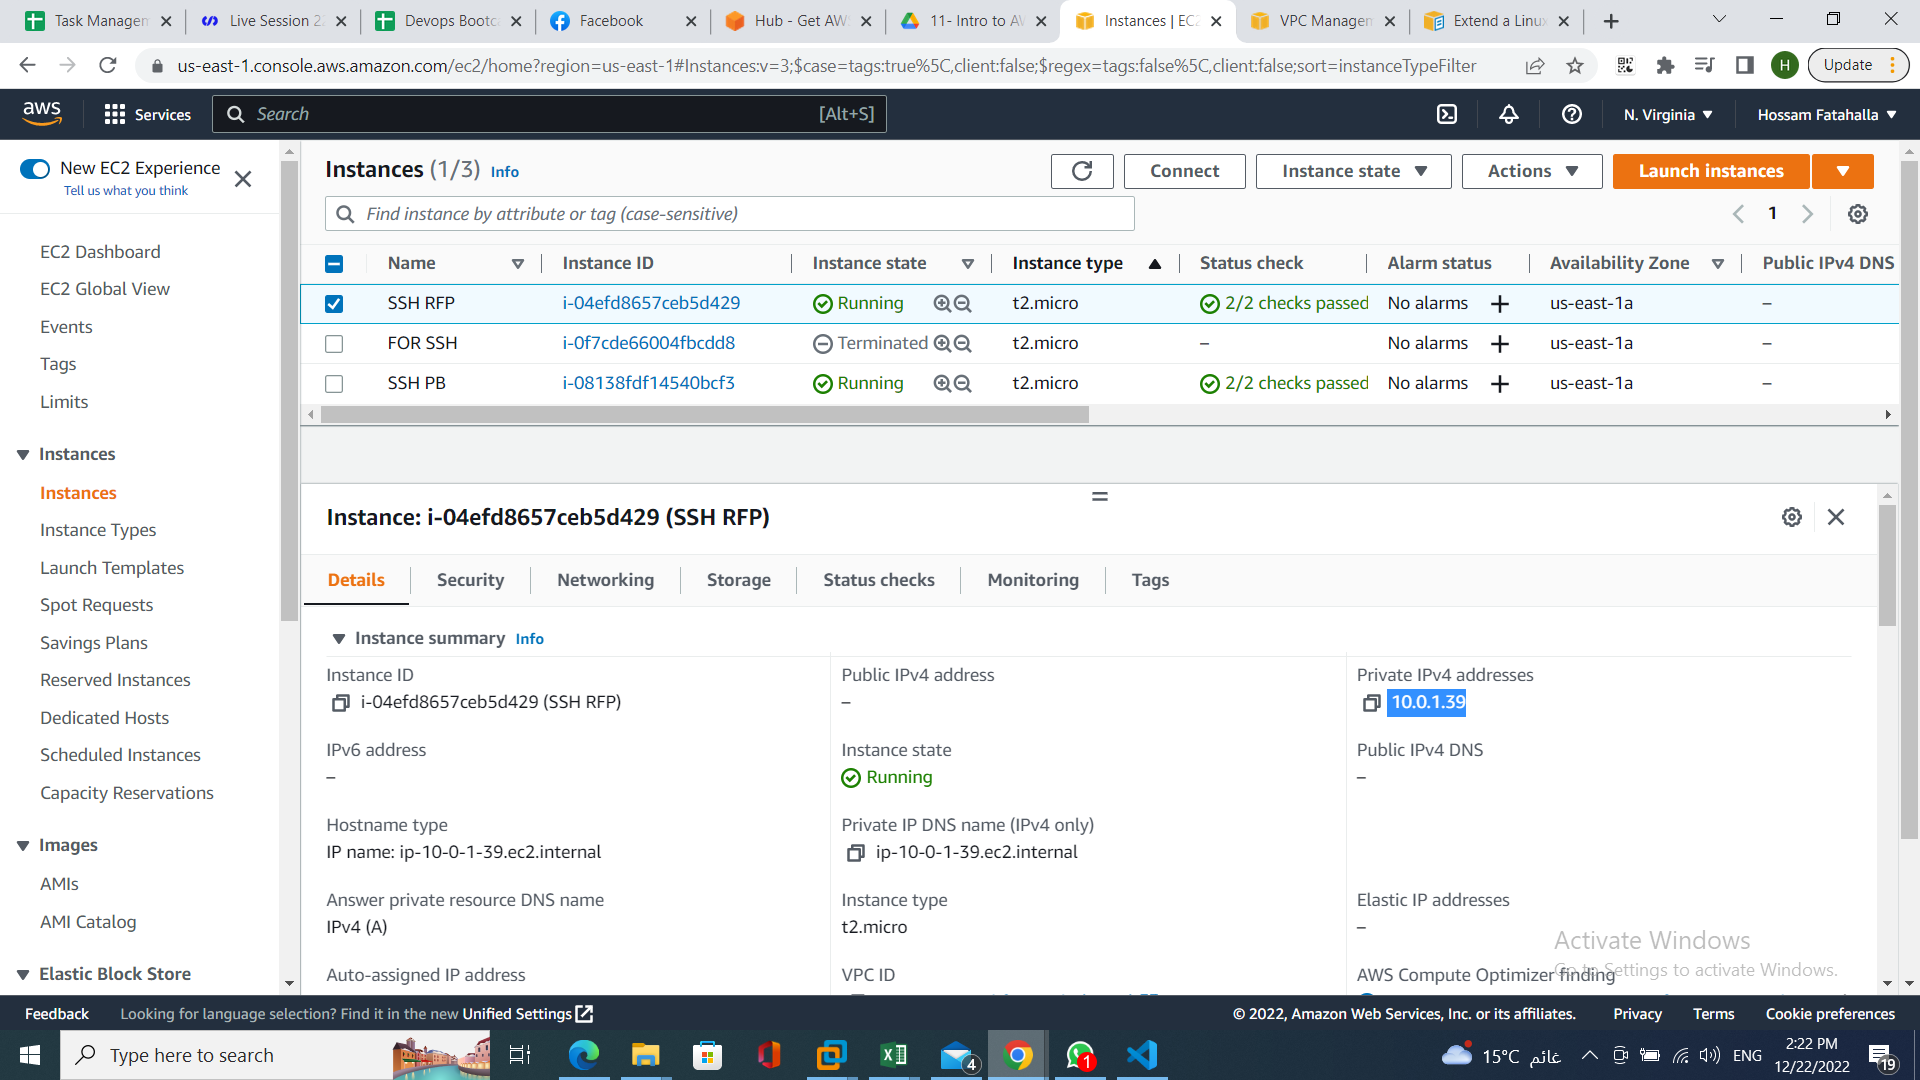 Task Managem
Live Session 22
Devops Bootc
Facebook
Hub - Get AW
11- Intro to AW
Instances | EC2
VPC Managem
Extend a Linux
us-east-1.console.aws.amazon.com/ec2/home?region=us-east-1#Instances:v=3;$case=tags:true%5C,client:false;$regex=tags:false%5C,client:false;sort=instanceTypeFilter
H
Update
aws
Services
Search
[Alt+S]
N. Virginia
Hossam Fatahalla
New EC2 Experience
Tell us what you think
EC2 Dashboard
EC2 Global View
Events
Tags
Limits
Instances
Instances
Instance Types
Launch Templates
Spot Requests
Savings Plans
Reserved Instances
Dedicated Hosts
Scheduled Instances
Capacity Reservations
Images
AMIs
AMI Catalog
Elastic Block Store
Instances (1/3) Info
Connect
Instance state
Actions
Launch instances
Find instance by attribute or tag (case-sensitive)
1
Name Instance ID Instance state Instance type Status check Alarm status Availability Zone Public IPv4 DNS
SSH RFP i-04efd8657ceb5d429 Running t2.micro 2/2 checks passed No alarms + us-east-1a –
FOR SSH i-0f7cde66004fbcdd8 Terminated t2.micro – No alarms + us-east-1a –
SSH PB i-08138fdf14540bcf3 Running t2.micro 2/2 checks passed No alarms + us-east-1a –
Instance: i-04efd8657ceb5d429 (SSH RFP)
Details Security Networking Storage Status checks Monitoring Tags
Instance summary Info
Instance ID
i-04efd8657ceb5d429 (SSH RFP)
Public IPv4 address
–
Private IPv4 addresses
10.0.1.39
IPv6 address
–
Instance state
Running
Public IPv4 DNS
–
Hostname type
IP name: ip-10-0-1-39.ec2.internal
Private IP DNS name (IPv4 only)
ip-10-0-1-39.ec2.internal
Answer private resource DNS name
IPv4 (A)
Instance type
t2.micro
Elastic IP addresses
–
Auto-assigned IP address
VPC ID
AWS Compute Optimizer finding
Activate Windows
Go to Settings to activate Windows.
Feedback
Looking for language selection? Find it in the new Unified Settings
© 2022, Amazon Web Services, Inc. or its affiliates.
Privacy
Terms
Cookie preferences
Type here to search
4
1
15°C غائم
ENG
2:22 PM
12/22/2022
19